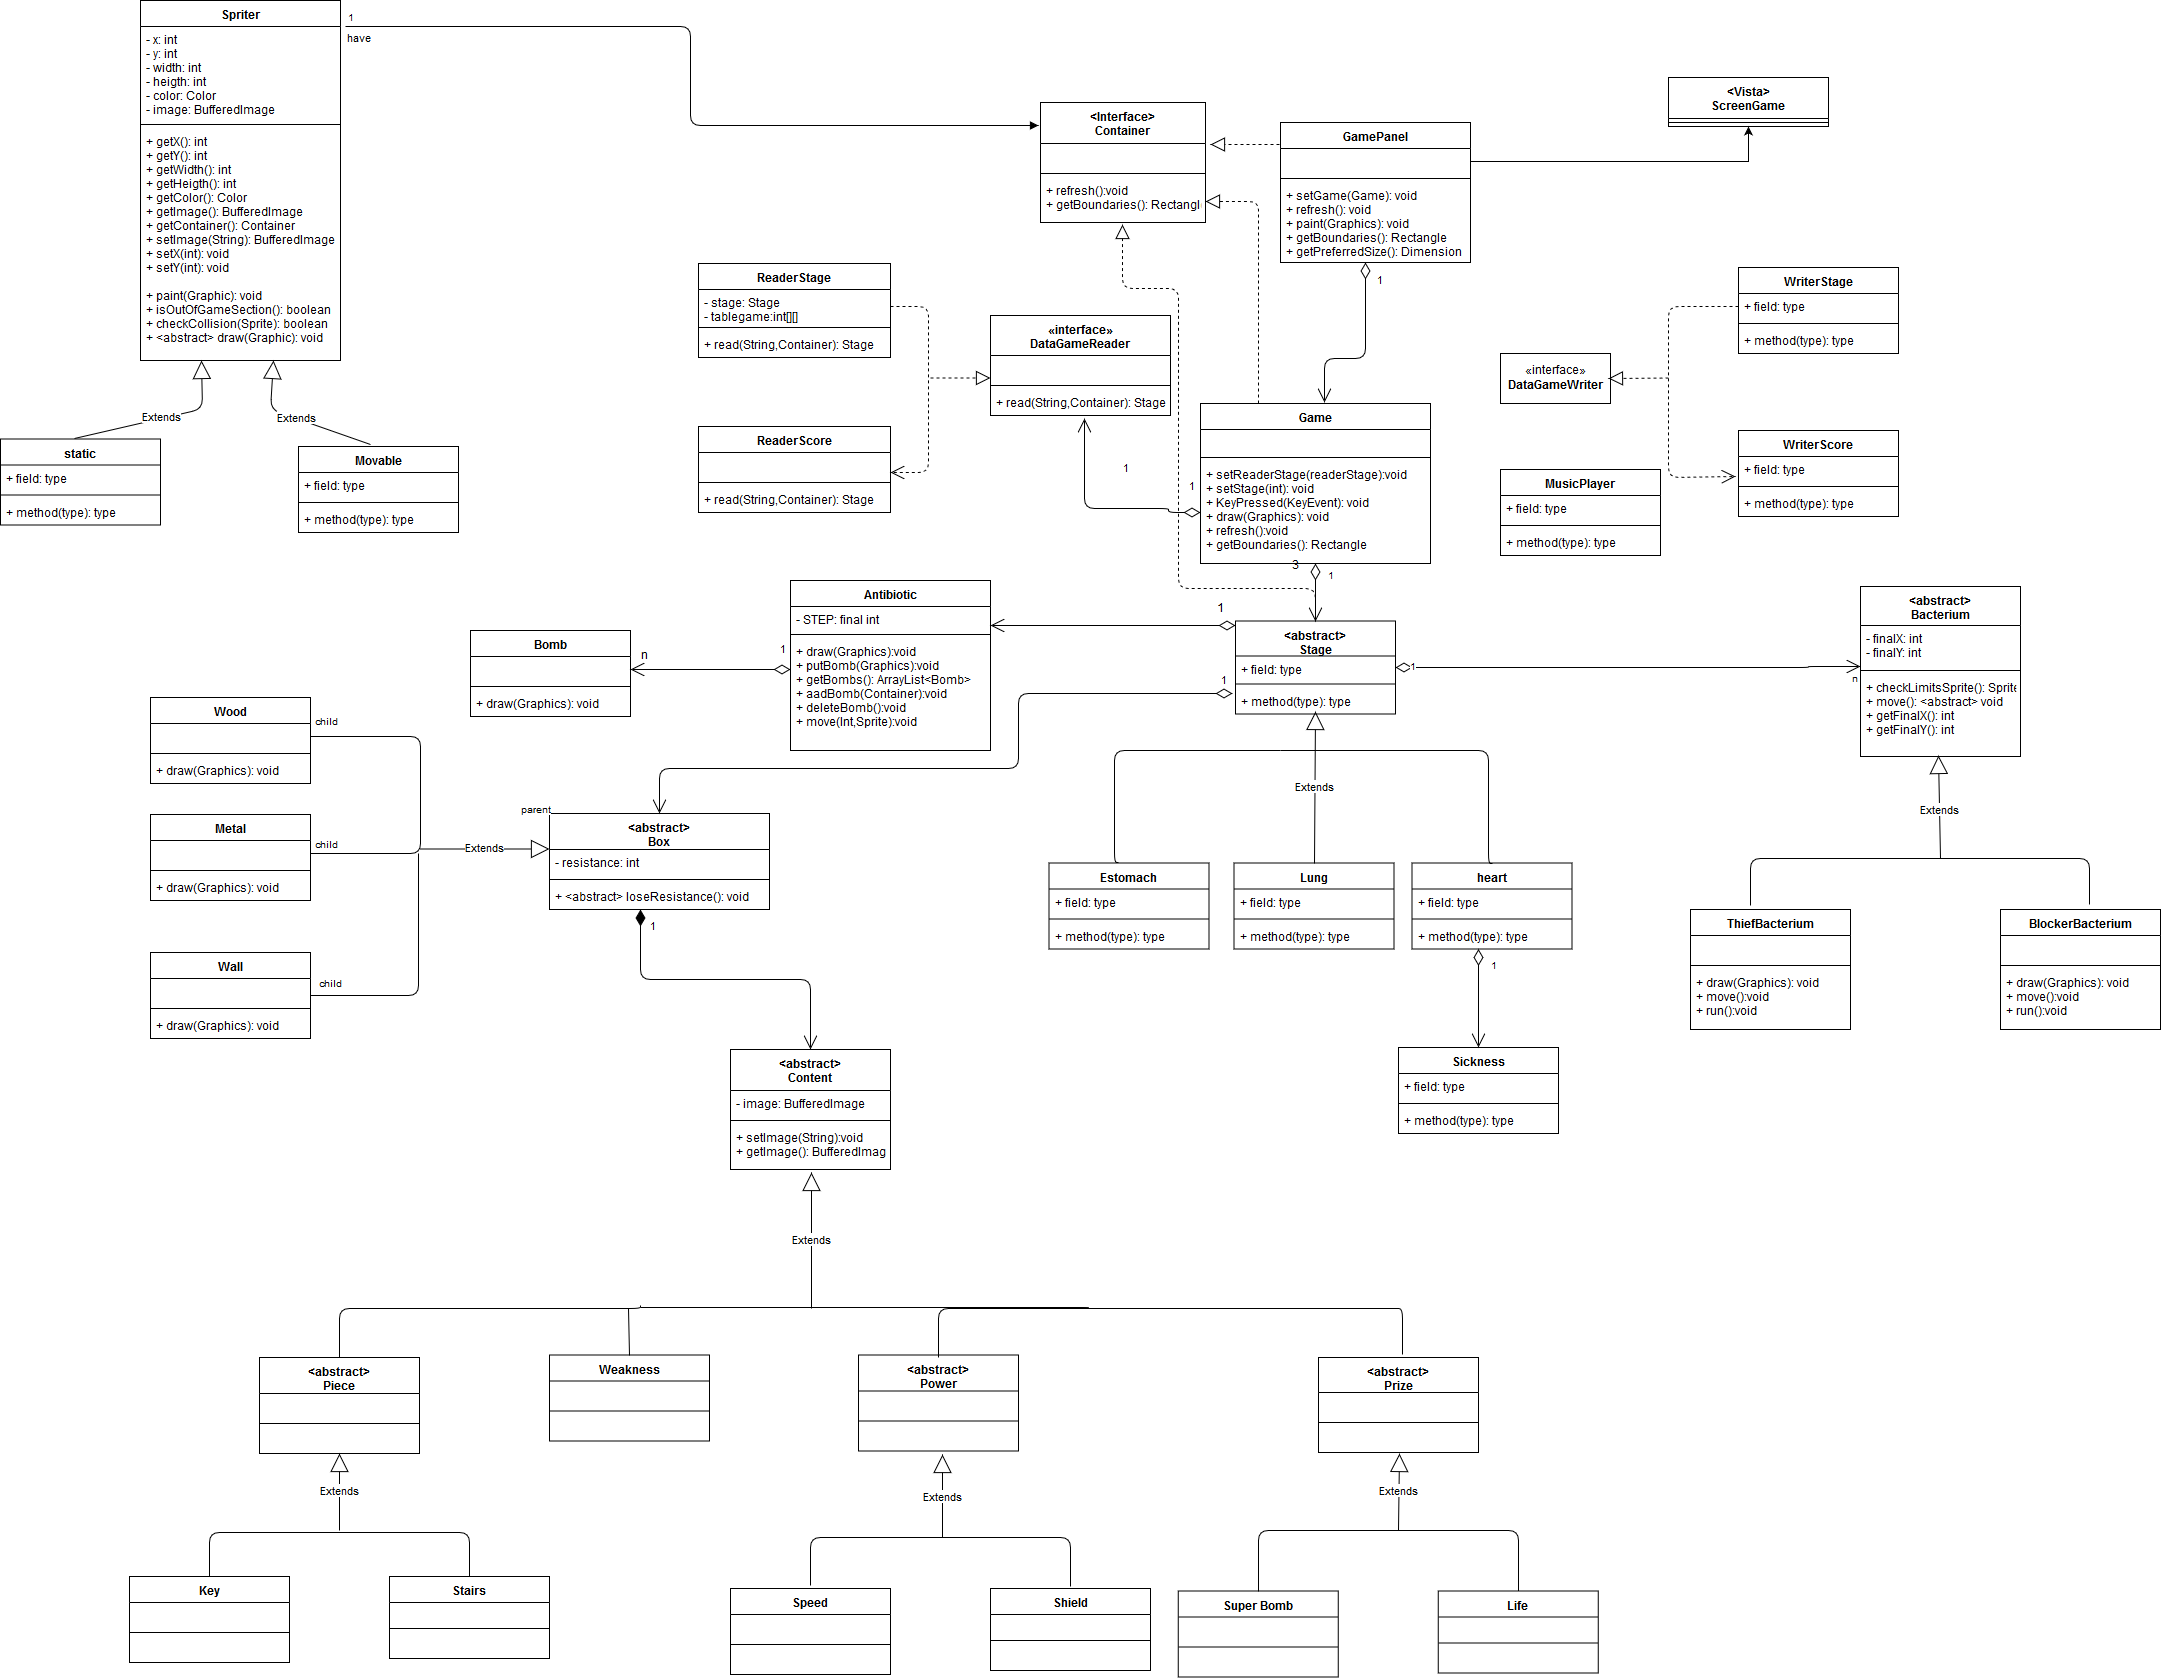 Spriter
- x: int
- y: int
- width: int
- heigth: int
- color: Color
- image: BufferedImage
+ getX(): int
+ getY(): int
+ getWidth(): int
+ getHeigth(): int
+ getColor(): Color
+ getImage(): BufferedImage
+ getContainer(): Container
+ setImage(String): BufferedImage
+ setX(int): void
+ setY(int): void
+ paint(Graphic): void
+ isOutOfGameSection(): boolean
+ checkCollision(Sprite): boolean
+ <abstract> draw(Graphic): void
1
have
Extends
Extends
static
+ field: type
+ method(type): type
Movable
+ field: type
+ method(type): type
<Interface>
Container
+ refresh():void
+ getBoundaries(): Rectangl
GamePanel
+ setGame(Game): void
+ refresh(): void
+ paint(Graphics): void
+ getBoundaries(): Rectangle
+ getPreferredSize(): Dimension
1
<Vista>
ScreenGame
ReaderStage
- stage: Stage
- tablegame:int[][]
+ read(String,Container): Stage
«interface»
DataGameReader
+ read(String,Container): Stage
ReaderScore
+ read(String,Container): Stage
1
1
Game
+ setReaderStage(readerStage):void
+ setStage(int): void
+ KeyPressed(KeyEvent): void
+ draw(Graphics): void
+ refresh():void
+ getBoundaries(): Rectangle
3
1
WriterStage
+ field: type
+ method(type): type
«interface»
DataGameWriter
WriterScore
+ field: type
+ method(type): type
MusicPlayer
+ field: type
+ method(type): type
Antibiotic
- STEP: final int
+ draw(Graphics):void
+ putBomb(Graphics):void
+ getBombs(): ArrayList<Bomb>
+ aadBomb(Container):void
+ deleteBomb():void
+ move(Int,Sprite):void
1
n
Bomb
+ draw(Graphics): void
1
1
<abstract>
Stage
+ field: type
+ method(type): type
1
n
<abstract>
Bacterium
- finalX: int
- finalY: int
+ checkLimitsSprite(): Sprite
+ move(): <abstract> void
+ getFinalX(): int
+ getFinalY(): int
Extends
ThiefBacterium
+ draw(Graphics): void
+ move():void
+ run():void
BlockerBacterium
+ draw(Graphics): void
+ move():void
+ run():void
Wood
+ draw(Graphics): void
child
Metal
+ draw(Graphics): void
child
Wall
+ draw(Graphics): void
child
Extends
parent
<abstract>
Box
- resistance: int
+ <abstract> loseResistance(): void
1
Extends
Estomach
+ field: type
+ method(type): type
Lung
+ field: type
+ method(type): type
heart
+ field: type
+ method(type): type
1
Sickness
+ field: type
+ method(type): type
<abstract>
Content
- image: BufferedImage
+ setImage(String):void
+ getImage(): BufferedImag
Extends
<abstract>
Piece
Weakness
<abstract>
Power
<abstract>
Prize
Extends
Extends
Extends
Key
Stairs
Speed
Shield
Super Bomb
Life